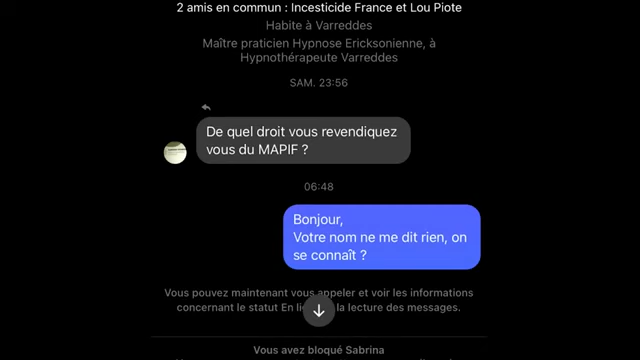 2 amis en commun : Incesticide France et Lou Piote
Habite à Varreddes
Maître praticien Hypnose Ericksonienne, à
Hypnothérapeute Varreddes
SAM. 23:56
De quel droit vous revendiquez
vous du MAPIF ?
06:48
Bonjour,
Votre nom ne me dit rien, on
se connaît ?
Vous pouvez maintenant vous appeler et voir les informations
concernant le statut En li la lecture des messages.
Vous avez bloqué Sabrina